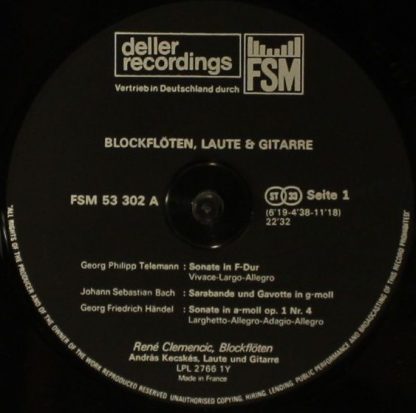 deller
recordings
FSM
Vertrieb in Deutschland durch
BLOCKFLÖTEN, LAUTE & GITARRE
FSM 53 302 A
ST 33 Seite 1
(6'19-4'38-11'18)
22'32
Georg Philipp Telemann : Sonate in F-Dur
Vivace-Largo-Allegro
Johann Sebastian Bach : Sarabande und Gavotte in g-moll
Georg Friedrich Händel : Sonate in a-moll op. 1 Nr. 4
Larghetto-Allegro-Adagio-Allegro
René Clemencic, Blockflöten
András Kecskés, Laute und Gitarre
LPL 2766 1Y
Made in France
"ALL RIGHTS OF THE PRODUCER AND OF THE OWNER OF THE WORK REPRODUCED RESERVED UNAUTHORISED COPYING, HIRING, LENDING, PUBLIC PERFORMANCE AND BROADCASTING OF THIS RECORD PROHIBITED"